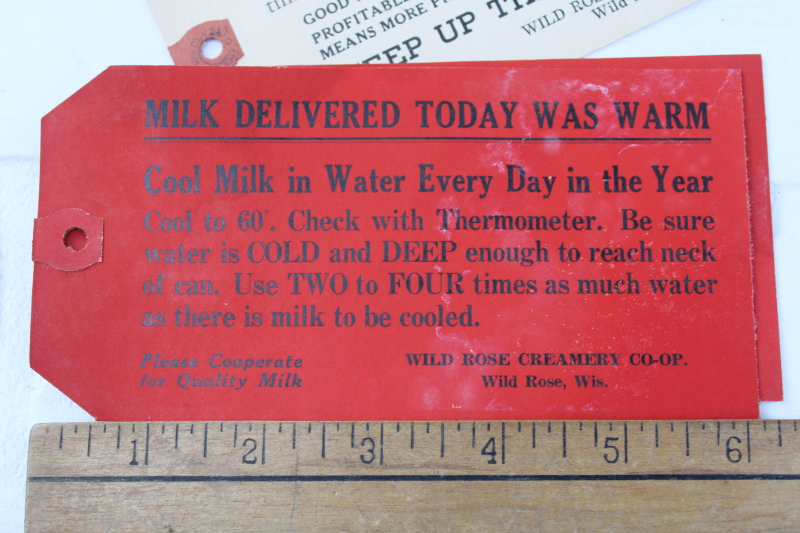 GOOD
PROFITABLE
MEANS MORE
EEP UP
WILD ROSE
Wild
MILK DELIVERED TODAY WAS WARM
Cool Milk in Water Every Day in the Year
Cool to 60°. Check with Thermometer. Be sure
water is COLD and DEEP enough to reach neck
of can. Use TWO to FOUR times as much water
as there is milk to be cooled.
Please Cooperate
for Quality Milk
WILD ROSE CREAMERY CO-OP.
Wild Rose, Wis.
1 2 3 4 5 6